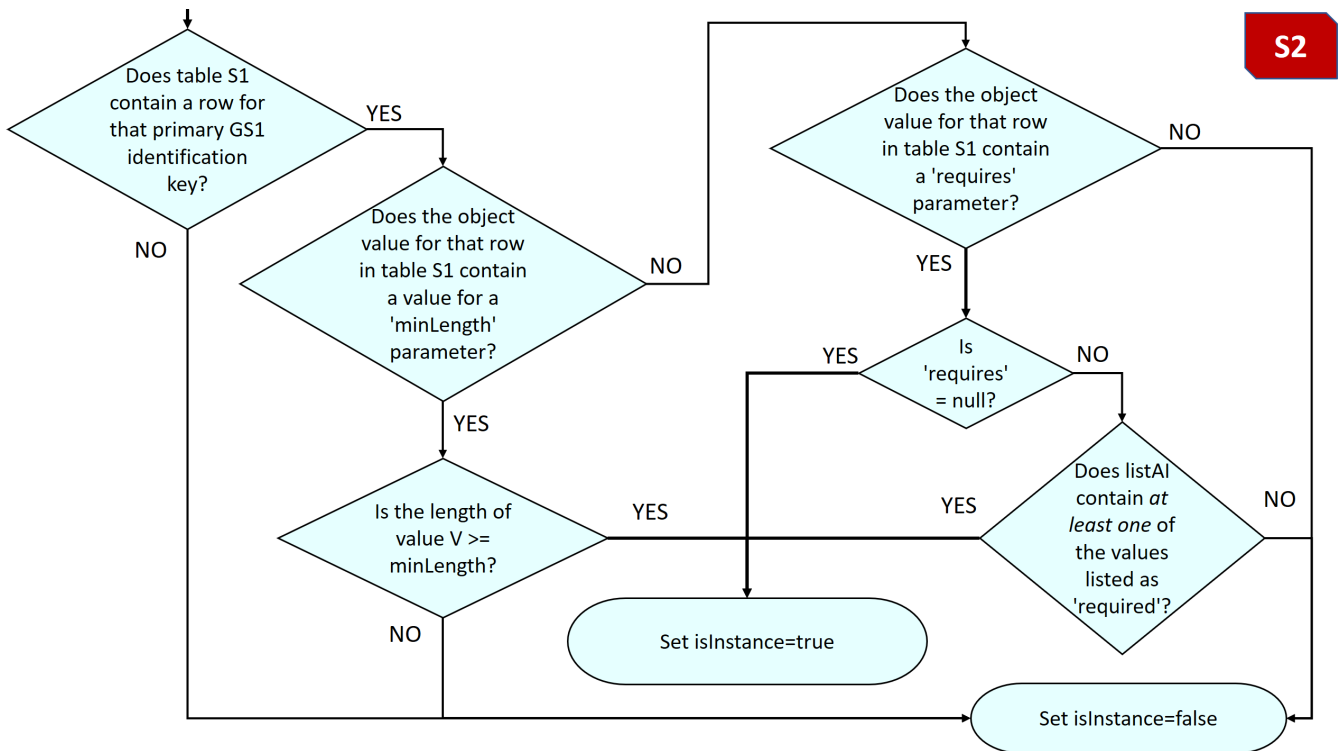 S2
Does table S1
contain a row for
that primary GS1
identification
key?
YES
NO
Does the object
value for that row
in table S1 contain
a value for a
'minLength'
parameter?
NO
YES
Is the length of
value V >=
minLength?
YES
NO
Does the object
value for that row
in table S1 contain
a 'requires'
parameter?
NO
YES
Is
'requires'
= null?
YES
NO
Does listAI
contain at
least one of
the values
listed as
'required'?
YES
NO
Set isInstance=true
Set isInstance=false